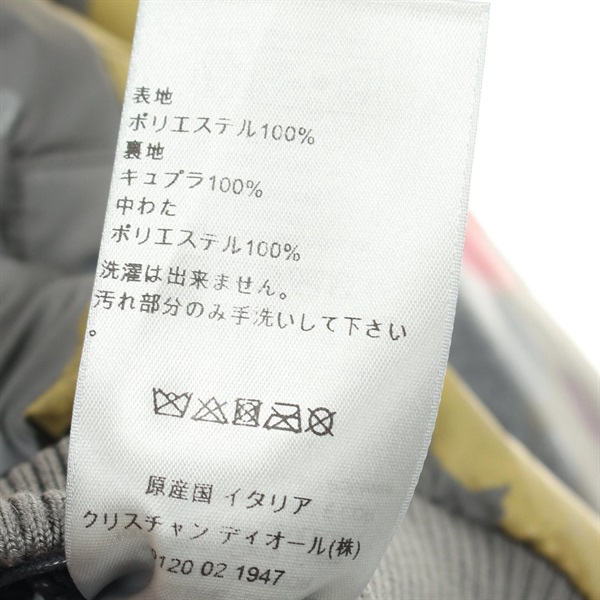 表地
ポリエステル100%
裏地
キュプラ100%
中わた
ポリエステル100%
洗濯は出来ません。
汚れ部分のみ手洗いして下さい
。
原産国 イタリア
クリスチャン ディオール(株)
0120 02 1947